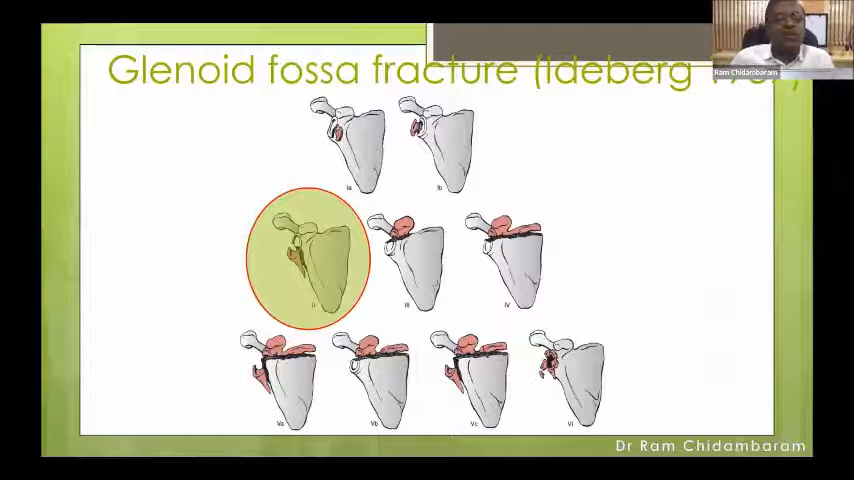 Glenoid fossa fracture (Ideberg
Ram Chidambaram
Ia Ib
II III IV
Va Vb Vc VI
Dr Ram Chidambaram